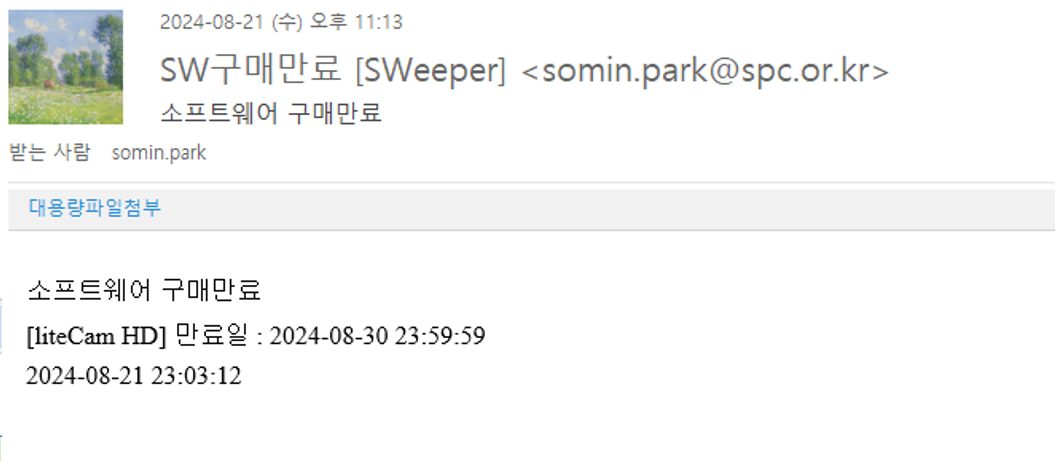 2024-08-21 (수) 오후 11:13
SW구매만료 [SWeeper] <somin.park@spc.or.kr>
소프트웨어 구매만료
받는 사람 somin.park
대용량파일첨부
소프트웨어 구매만료
[liteCam HD] 만료일 : 2024-08-30 23:59:59
2024-08-21 23:03:12